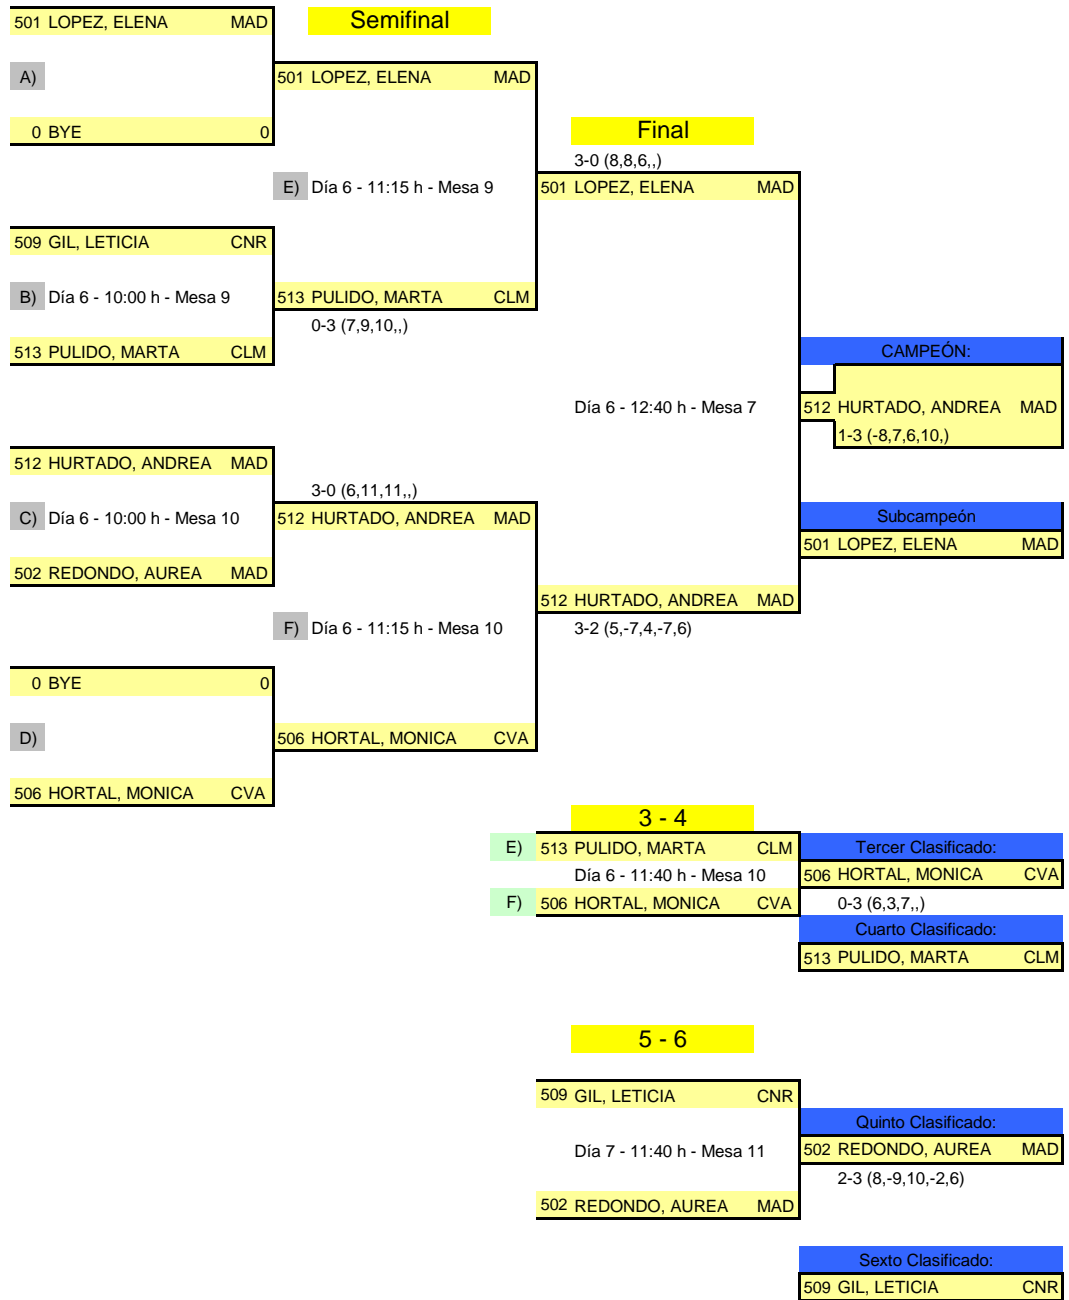 501 LOPEZ, ELENA MAD
Semifinal
A)
501 LOPEZ, ELENA MAD
0 BYE 0
Final
3-0 (8,8,6,,)
E) Día 6 - 11:15 h - Mesa 9
501 LOPEZ, ELENA MAD
509 GIL, LETICIA CNR
B) Día 6 - 10:00 h - Mesa 9
513 PULIDO, MARTA CLM
0-3 (7,9,10,,)
513 PULIDO, MARTA CLM
CAMPEÓN:
Día 6 - 12:40 h - Mesa 7
512 HURTADO, ANDREA MAD
1-3 (-8,7,6,10,)
512 HURTADO, ANDREA MAD
3-0 (6,11,11,,)
C) Día 6 - 10:00 h - Mesa 10
512 HURTADO, ANDREA MAD
Subcampeón
501 LOPEZ, ELENA MAD
502 REDONDO, AUREA MAD
512 HURTADO, ANDREA MAD
F) Día 6 - 11:15 h - Mesa 10
3-2 (5,-7,4,-7,6)
0 BYE 0
D)
506 HORTAL, MONICA CVA
506 HORTAL, MONICA CVA
3 - 4
E) 513 PULIDO, MARTA CLM
Tercer Clasificado:
Día 6 - 11:40 h - Mesa 10
506 HORTAL, MONICA CVA
F) 506 HORTAL, MONICA CVA
0-3 (6,3,7,,)
Cuarto Clasificado:
513 PULIDO, MARTA CLM
5 - 6
509 GIL, LETICIA CNR
Quinto Clasificado:
Día 7 - 11:40 h - Mesa 11
502 REDONDO, AUREA MAD
2-3 (8,-9,10,-2,6)
502 REDONDO, AUREA MAD
Sexto Clasificado:
509 GIL, LETICIA CNR